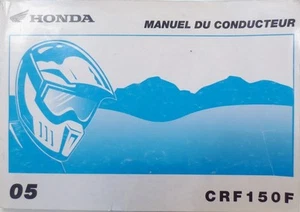 HONDA
MANUEL DU CONDUCTEUR
05
CRF150F